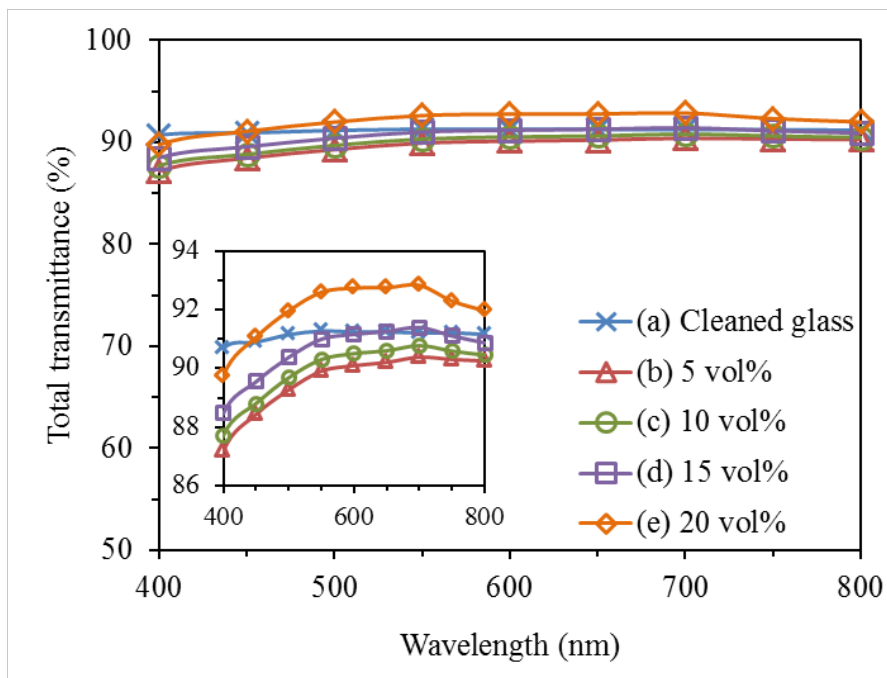 100
90
80
70
60
50
Total transmittance (%)
94
92
90
88
86
400
600
800
(a) Cleaned glass
(b) 5 vol%
(c) 10 vol%
(d) 15 vol%
(e) 20 vol%
400
500
600
700
800
Wavelength (nm)